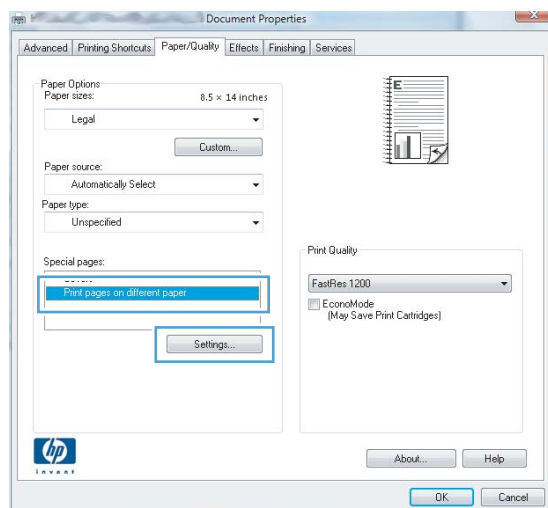 Document Properties
Advanced Printing Shortcuts Paper/Quality Effects Finishing Services
Paper Options
Paper sizes: 8.5 × 14 inches
Legal
Custom...
Paper source:
Automatically Select
Paper type:
Unspecified
Special pages:
Print pages on different paper
Settings...
E
Print Quality
FastRes 1200
EconoMode
(May Save Print Cartridges)
hp
invent
About... Help
OK Cancel